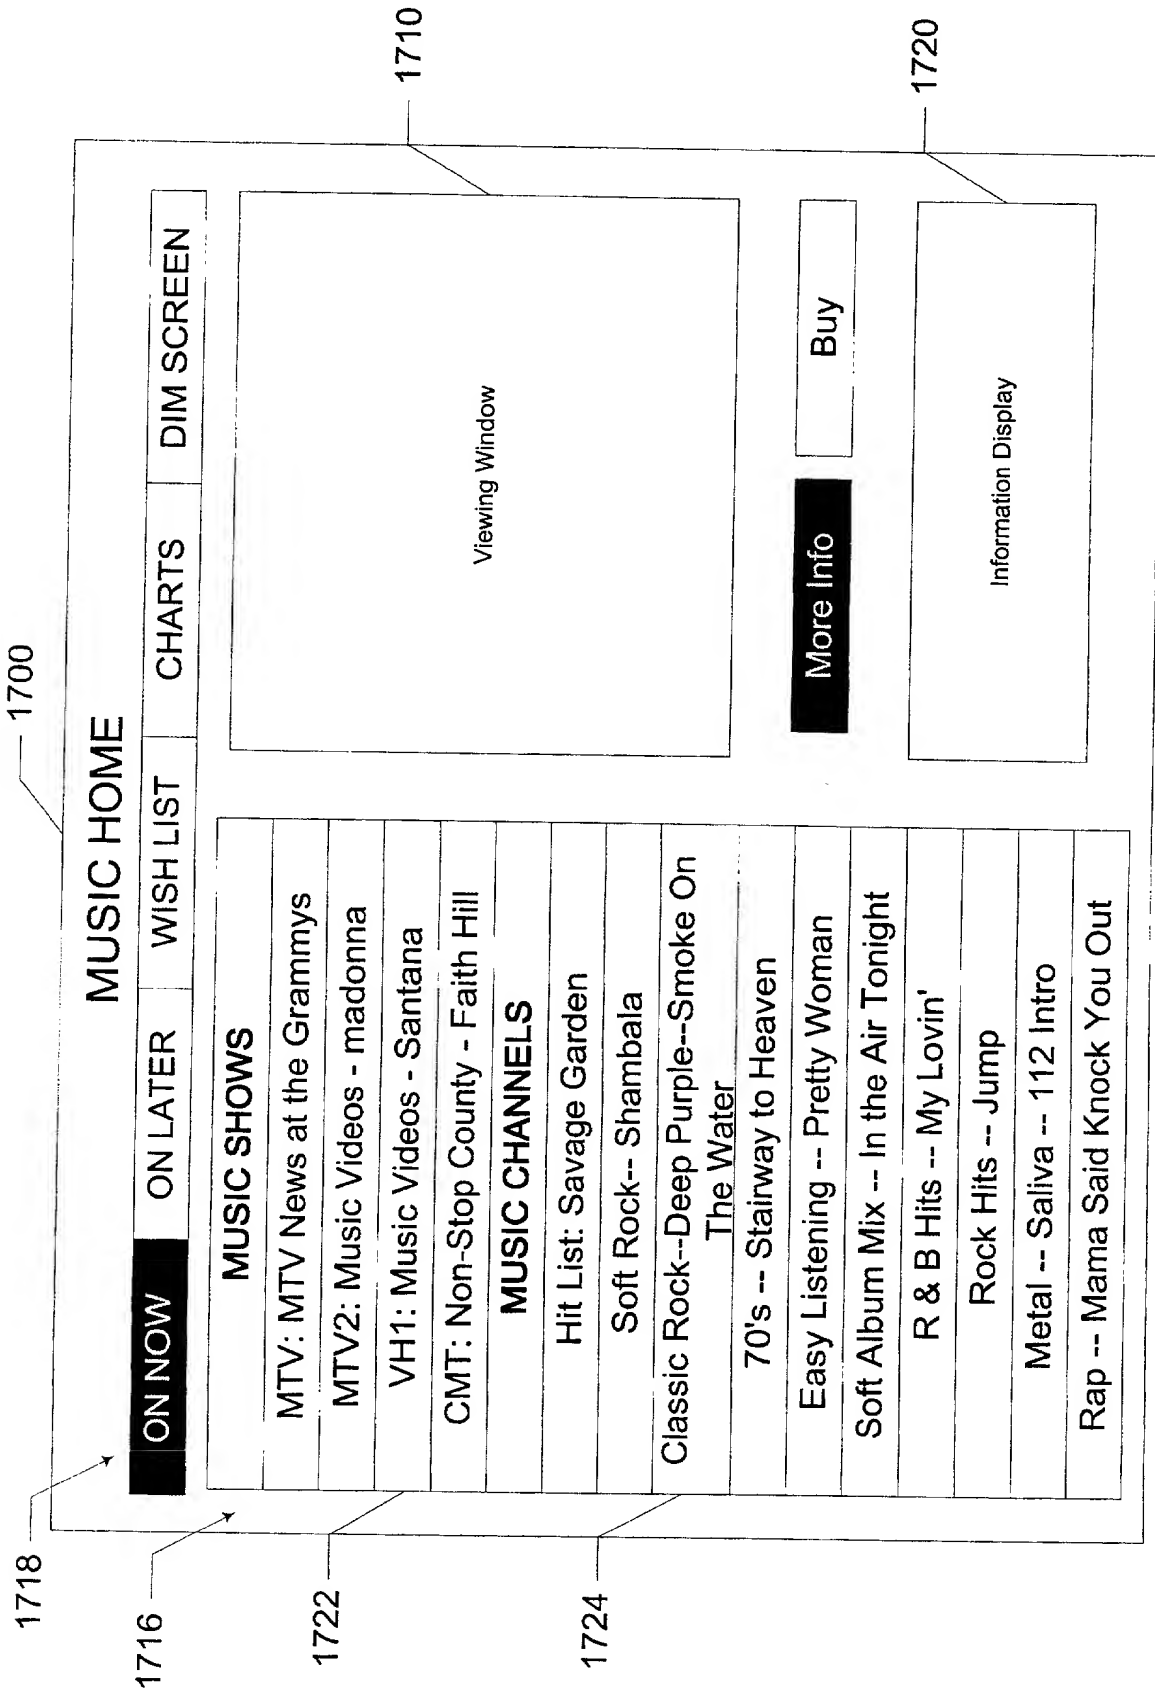 1700
MUSIC HOME
1718
ON NOW
ON LATER
WISH LIST
CHARTS
DIM SCREEN
1716
MUSIC SHOWS
MTV: MTV News at the Grammys
MTV2: Music Videos - madonna
VH1: Music Videos - Santana
CMT: Non-Stop County - Faith Hill
MUSIC CHANNELS
Hit List: Savage Garden
Soft Rock-- Shambala
Classic Rock--Deep Purple--Smoke On
The Water
70's -- Stairway to Heaven
Easy Listening -- Pretty Woman
Soft Album Mix -- In the Air Tonight
R & B Hits -- My Lovin'
Rock Hits -- Jump
Metal -- Saliva -- 112 Intro
Rap -- Mama Said Knock You Out
1722
1724
Viewing Window
1710
More Info
Buy
Information Display
1720